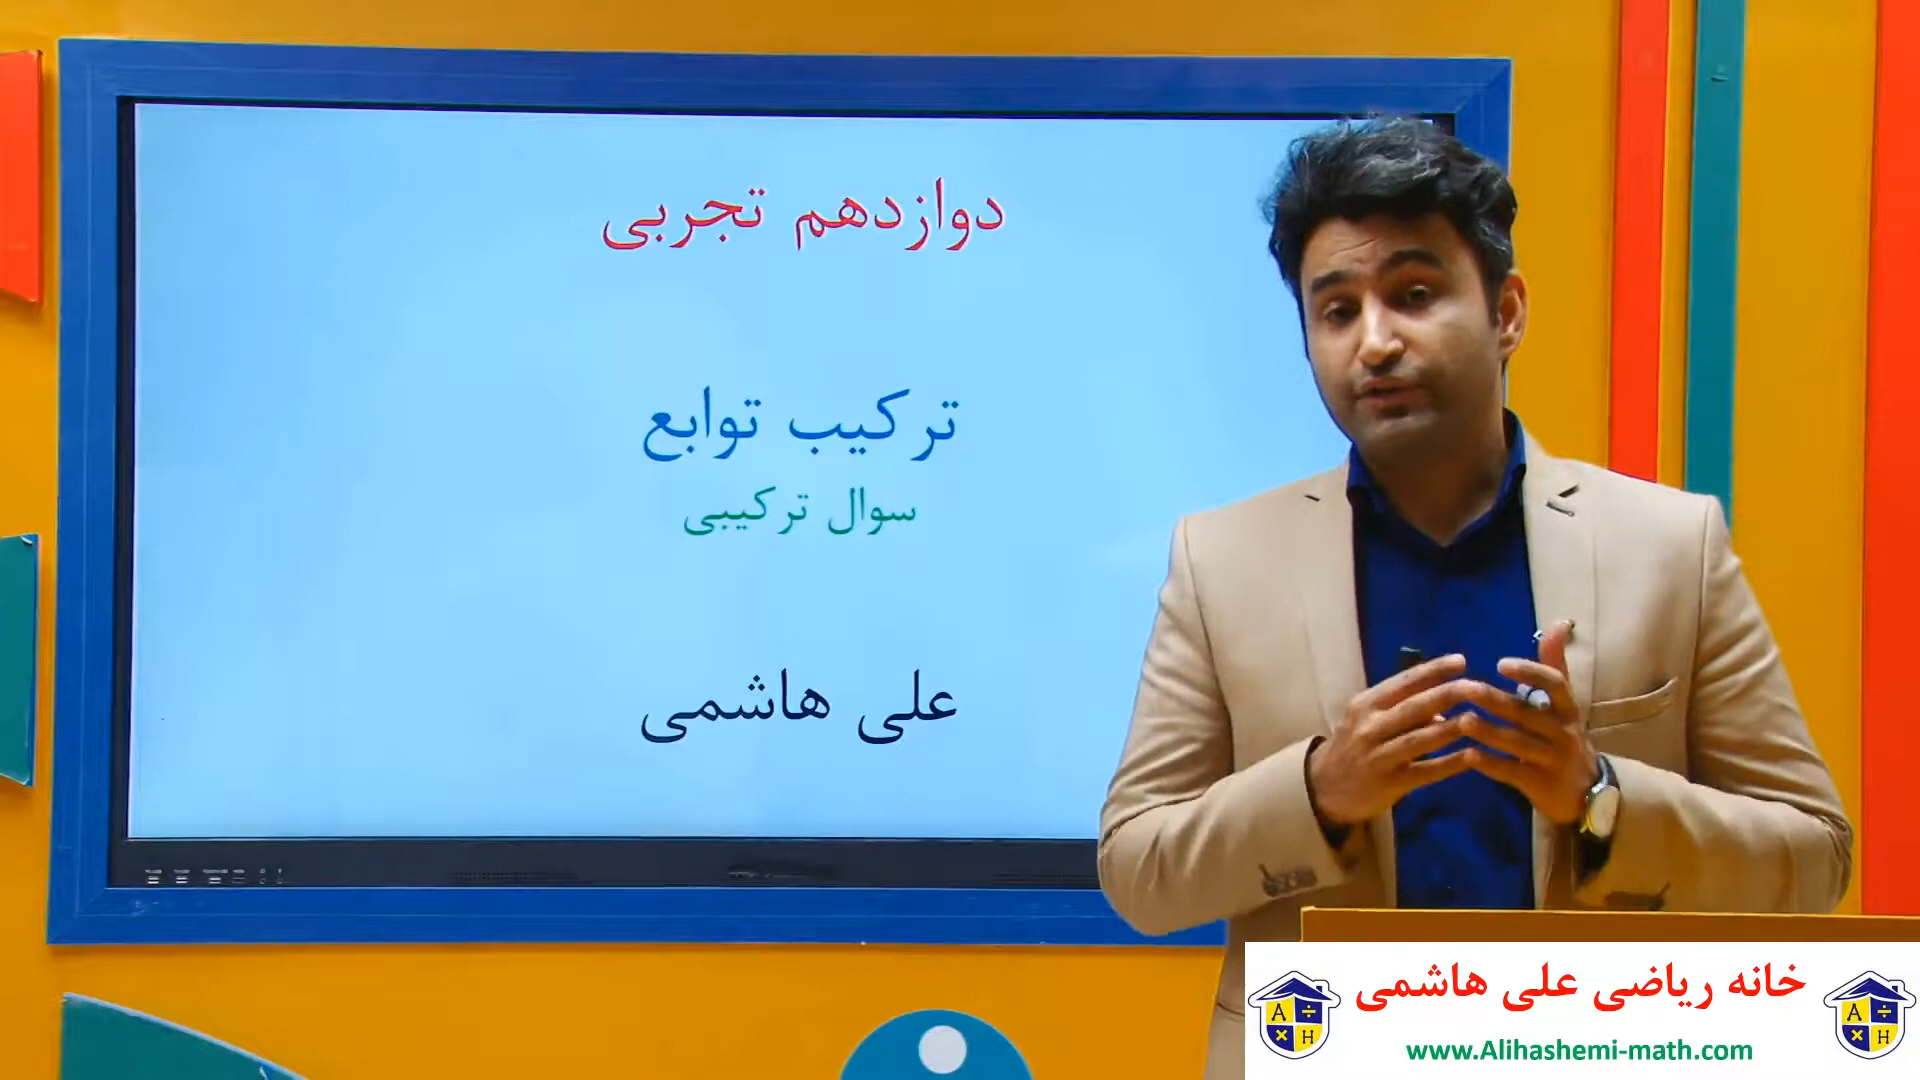 دوازدهم تجربی
ترکیب توابع
سوال ترکیبی
علی هاشمی
خانه ریاضی علی هاشمی
www.Alihashemi-math.com
A ÷
× H
A ÷
× H